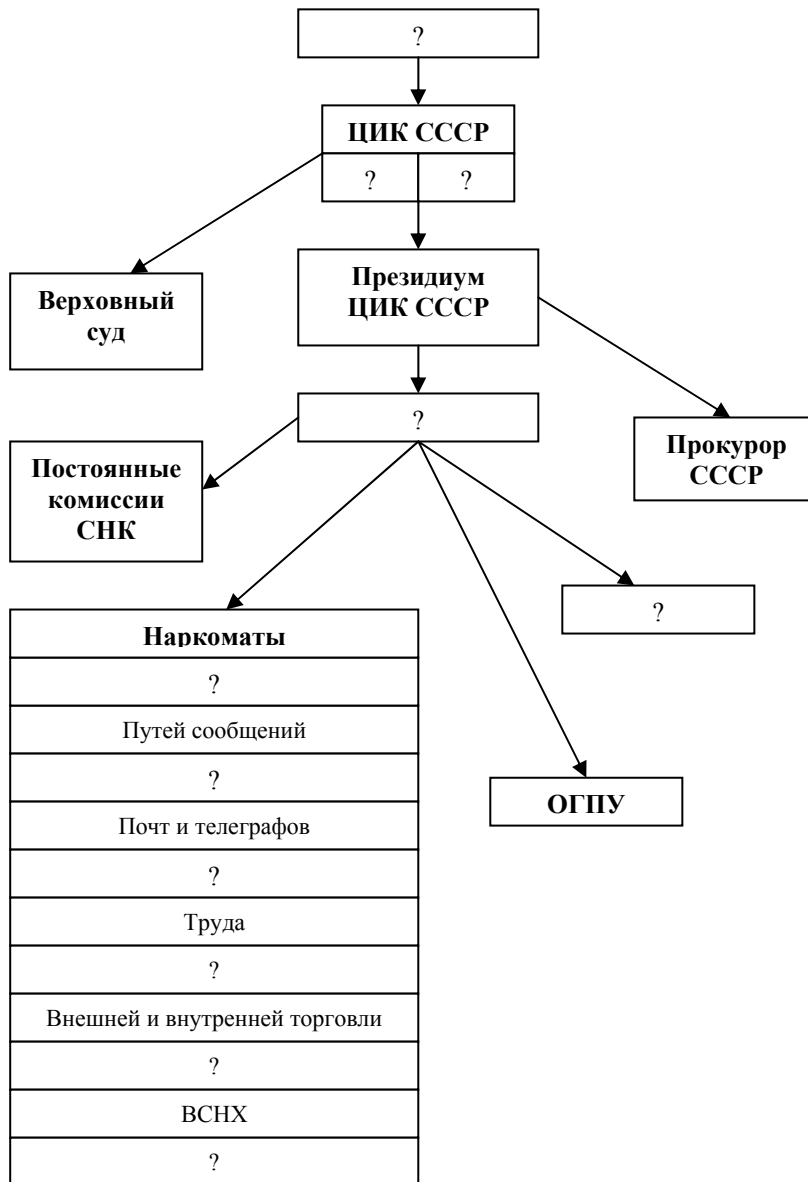 ?
ЦИК СССР
? ?
Президиум
ЦИК СССР
Верховный
суд
?
Прокурор
СССР
Постоянные
комиссии
СНК
?
Наркоматы
?
Путей сообщений
?
ОГПУ
Почт и телеграфов
?
Труда
?
Внешней и внутренней торговли
?
ВСНХ
?